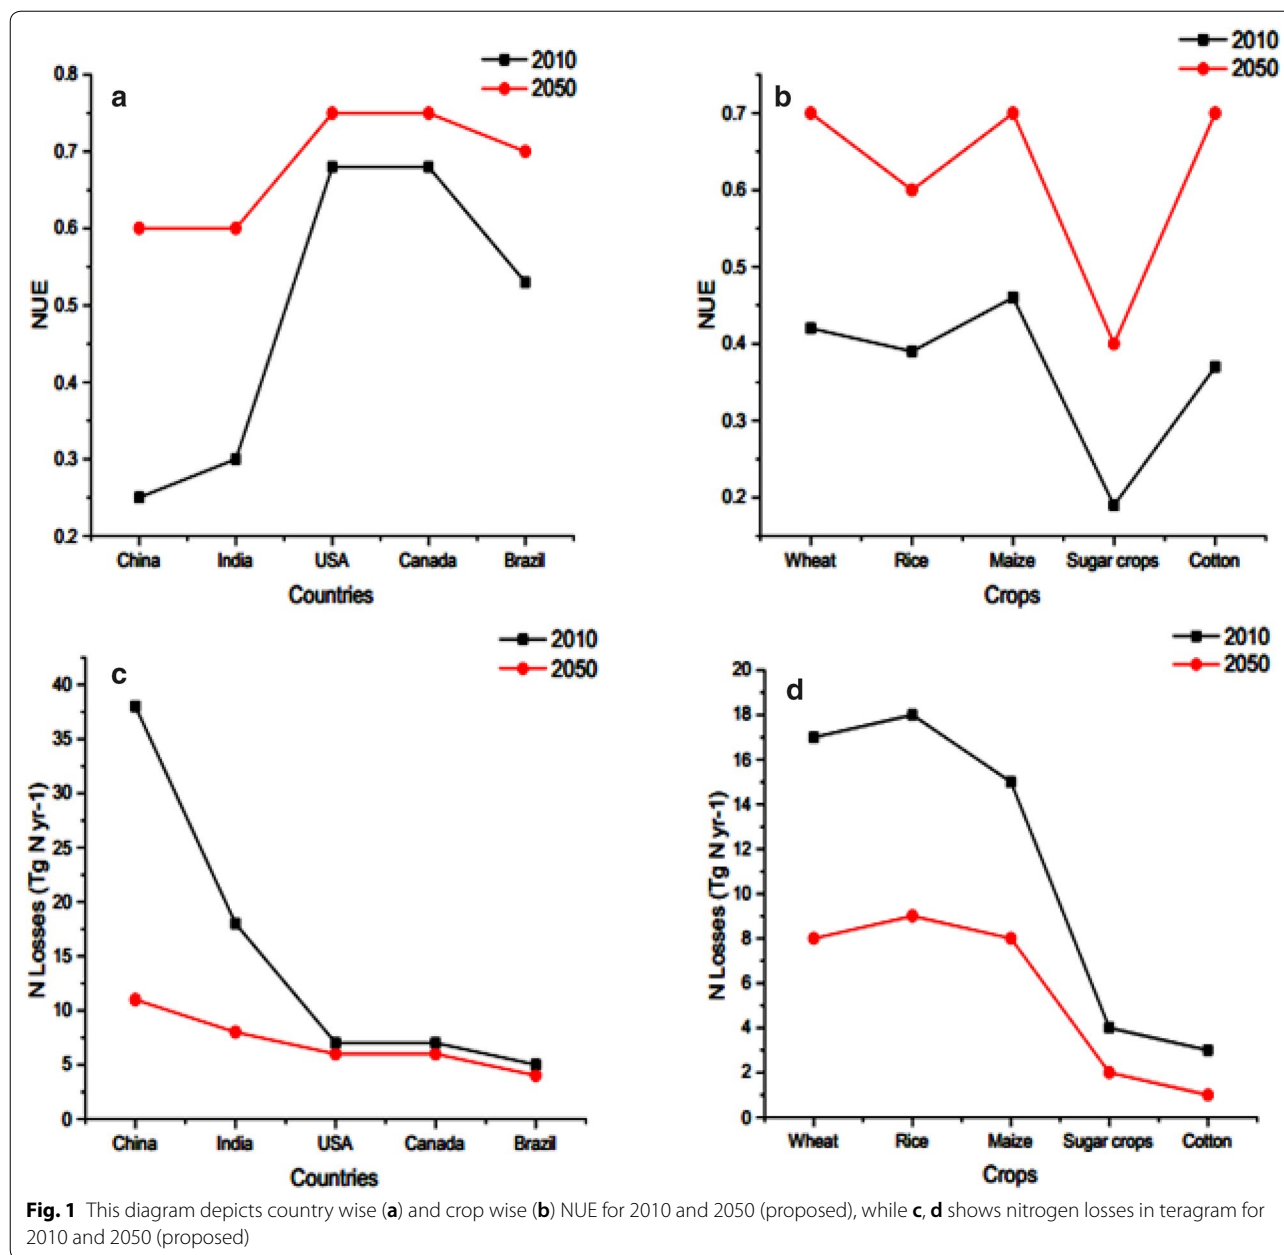 2010
2050
a
0.8
0.7
0.6
0.5
0.4
0.3
0.2
NUE
China India USA Canada Brazil
Countries
2010
2050
b
0.7
0.6
0.5
0.4
0.3
0.2
NUE
Wheat Rice Maize Sugar crops Cotton
Crops
2010
2050
c
40
35
30
25
20
15
10
5
0
N Losses (Tg N yr-1)
China India USA Canada Brazil
Countries
2010
2050
d
20
18
16
14
12
10
8
6
4
2
0
N Losses (Tg N yr-1)
Wheat Rice Maize Sugar crops Cotton
Crops
Fig. 1 This diagram depicts country wise (a) and crop wise (b) NUE for 2010 and 2050 (proposed), while c, d shows nitrogen losses in teragram for
2010 and 2050 (proposed)